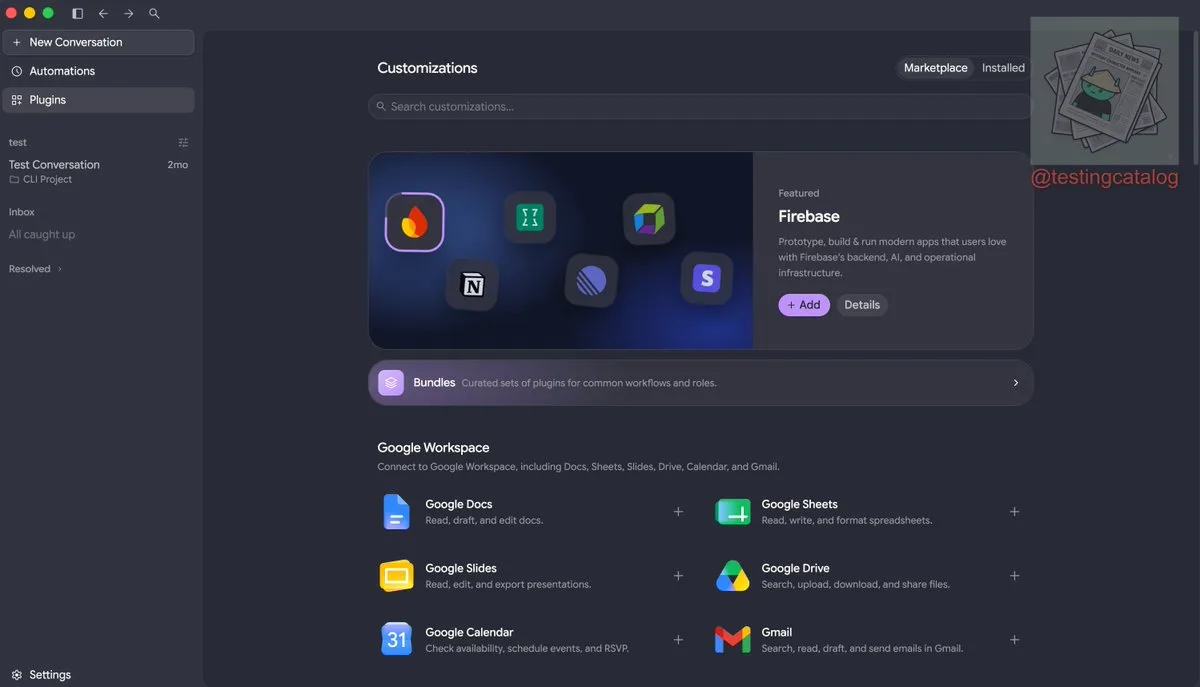 New Conversation
Automations
Plugins
test
Test Conversation 2mo
CLI Project
Inbox
All caught up
Resolved
Settings
Customizations
Marketplace Installed
Search customizations...
DAILY NEWS
@testingcatalog
N
S
Featured
Firebase
Prototype, build & run modern apps that users love
with Firebase's backend, AI, and operational
infrastructure.
+ Add Details
Bundles Curated sets of plugins for common workflows and roles.
Google Workspace
Connect to Google Workspace, including Docs, Sheets, Slides, Drive, Calendar, and Gmail.
Google Docs
Read, draft, and edit docs.
Google Sheets
Read, write, and format spreadsheets.
Google Slides
Read, edit, and export presentations.
Google Drive
Search, upload, download, and share files.
31
Google Calendar
Check availability, schedule events, and RSVP.
Gmail
Search, read, draft, and send emails in Gmail.